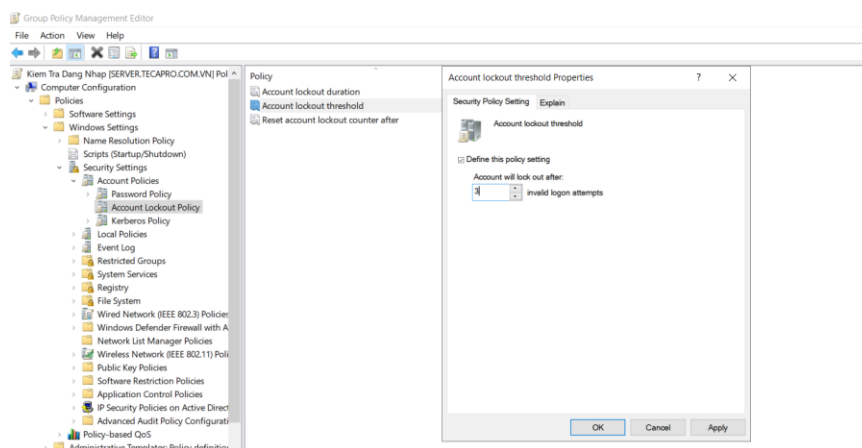 Group Policy Management Editor
File Action View Help
Kiem Tra Dang Nhap [SERVER.TECAPRO.COM.VN] Pol
Computer Configuration
Policies
Software Settings
Windows Settings
Name Resolution Policy
Scripts (Startup/Shutdown)
Security Settings
Account Policies
Password Policy
Account Lockout Policy
Kerberos Policy
Local Policies
Event Log
Restricted Groups
System Services
Registry
File System
Wired Network (IEEE 802.3) Policies
Windows Defender Firewall with A
Network List Manager Policies
Wireless Network (IEEE 802.11) Poli
Public Key Policies
Software Restriction Policies
Application Control Policies
IP Security Policies on Active Direct
Advanced Audit Policy Configurati
Policy-based QoS
Administrative Templates: Policy definition
Policy
Account lockout duration
Account lockout threshold
Reset account lockout counter after
Account lockout threshold Properties
?
Security Policy Setting Explain
Account lockout threshold
Define this policy setting
Account will lock out after:
3 invalid logon attempts
OK Cancel Apply